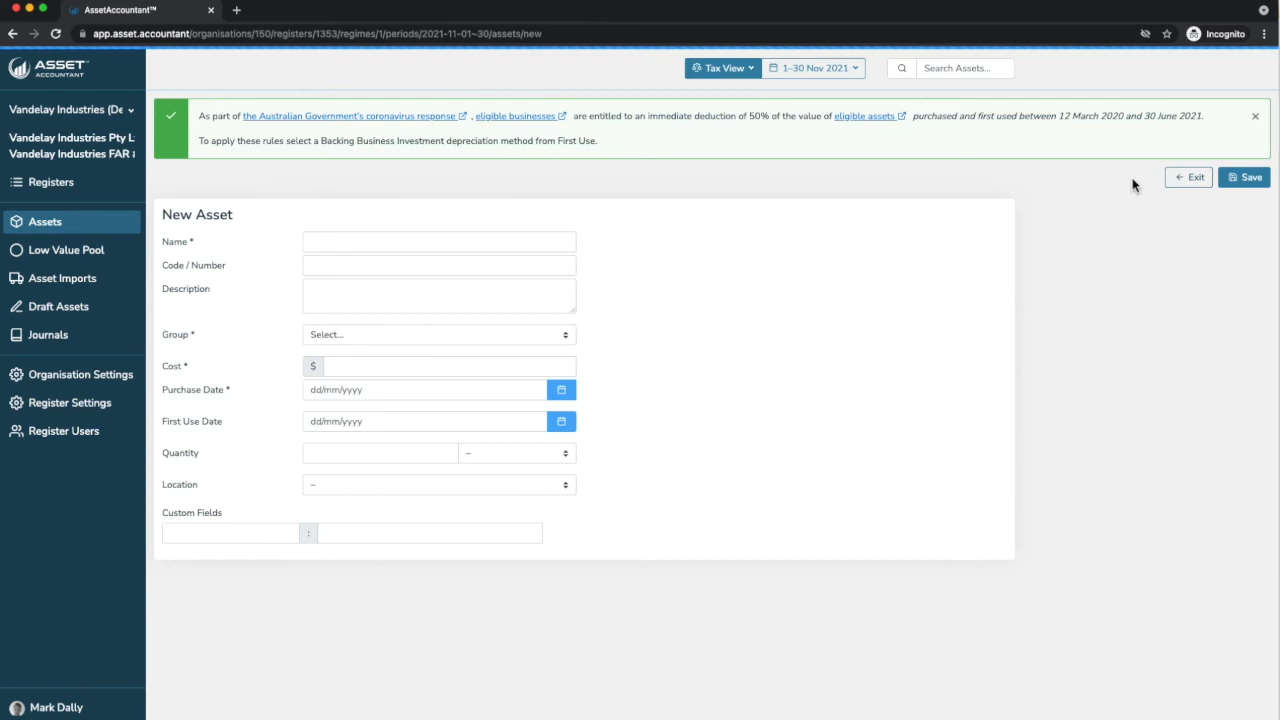 AssetAccountant™
app.asset.accountant/organisations/150/registers/1353/regimes/1/periods/2021-11-01~30/assets/new
Incognito
ASSET™
ACCOUNTANT
Tax View
1–30 Nov 2021
Search Assets...
Vandelay Industries (De
Vandelay Industries Pty L
Vandelay Industries FAR
Registers
Assets
Low Value Pool
Asset Imports
Draft Assets
Journals
Organisation Settings
Register Settings
Register Users
Mark Dally
As part of the Australian Government's coronavirus response , eligible businesses are entitled to an immediate deduction of 50% of the value of eligible assets purchased and first used between 12 March 2020 and 30 June 2021.
To apply these rules select a Backing Business Investment depreciation method from First Use.
Exit
Save
New Asset
Name *
Code / Number
Description
Group *
Select...
Cost *
$
Purchase Date *
dd/mm/yyyy
First Use Date
dd/mm/yyyy
Quantity
–
Location
–
Custom Fields
: